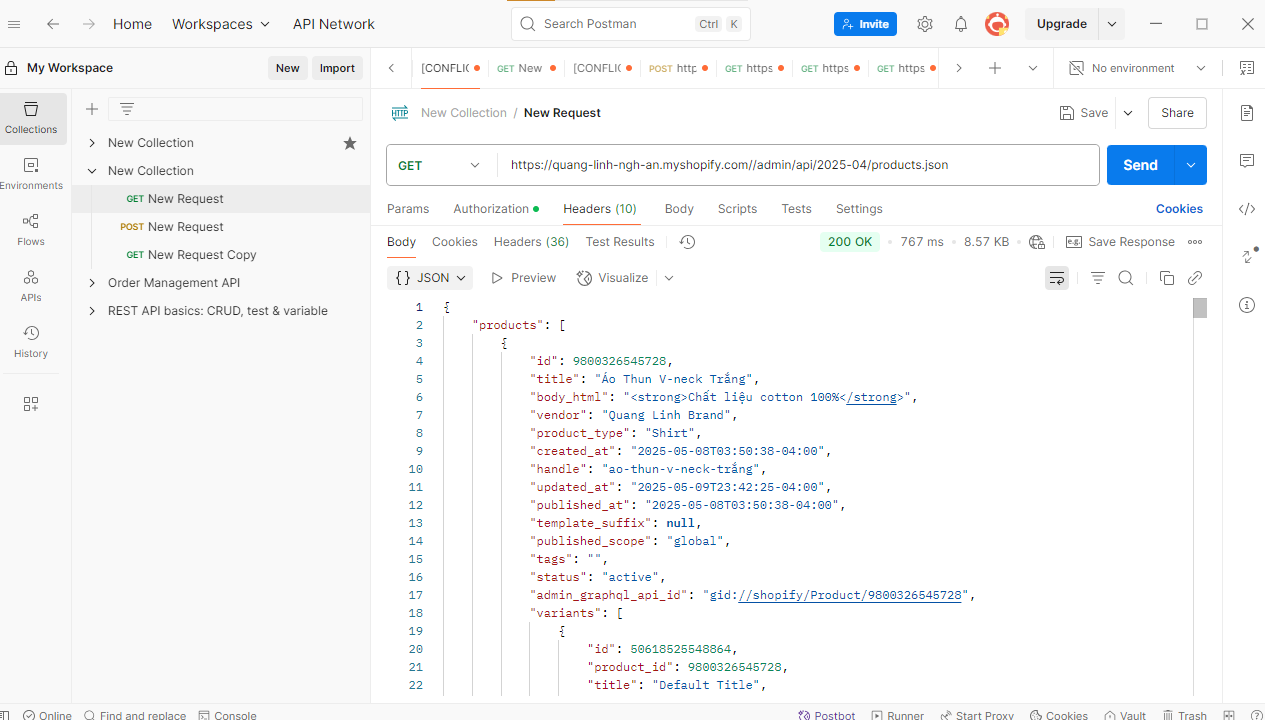 Home Workspaces API Network Search Postman Ctrl K Invite Upgrade
My Workspace New Import [CONFLIC GET New [CONFLIC POST http GET https GET https GET https No environment
Collections
Environments
Flows
APIs
History
New Collection
New Collection
GET New Request
POST New Request
GET New Request Copy
Order Management API
REST API basics: CRUD, test & variable
HTTP New Collection / New Request Save Share
GET https://quang-linh-ngh-an.myshopify.com//admin/api/2025-04/products.json Send
Params Authorization Headers (10) Body Scripts Tests Settings Cookies
Body Cookies Headers (36) Test Results 200 OK • 767 ms • 8.57 KB • e.g. Save Response
{} JSON Preview Visualize
1 {
2 "products": [
3 {
4 "id": 9800326545728,
5 "title": "Áo Thun V-neck Trắng",
6 "body_html": "<strong>Chất liệu cotton 100%</strong>",
7 "vendor": "Quang Linh Brand",
8 "product_type": "Shirt",
9 "created_at": "2025-05-08T03:50:38-04:00",
10 "handle": "ao-thun-v-neck-trắng",
11 "updated_at": "2025-05-09T23:42:25-04:00",
12 "published_at": "2025-05-08T03:50:38-04:00",
13 "template_suffix": null,
14 "published_scope": "global",
15 "tags": "",
16 "status": "active",
17 "admin_graphql_api_id": "gid://shopify/Product/9800326545728",
18 "variants": [
19 {
20 "id": 50618525548864,
21 "product_id": 9800326545728,
22 "title": "Default Title",
Online Find and replace Console Postbot Runner Start Proxy Cookies Vault Trash